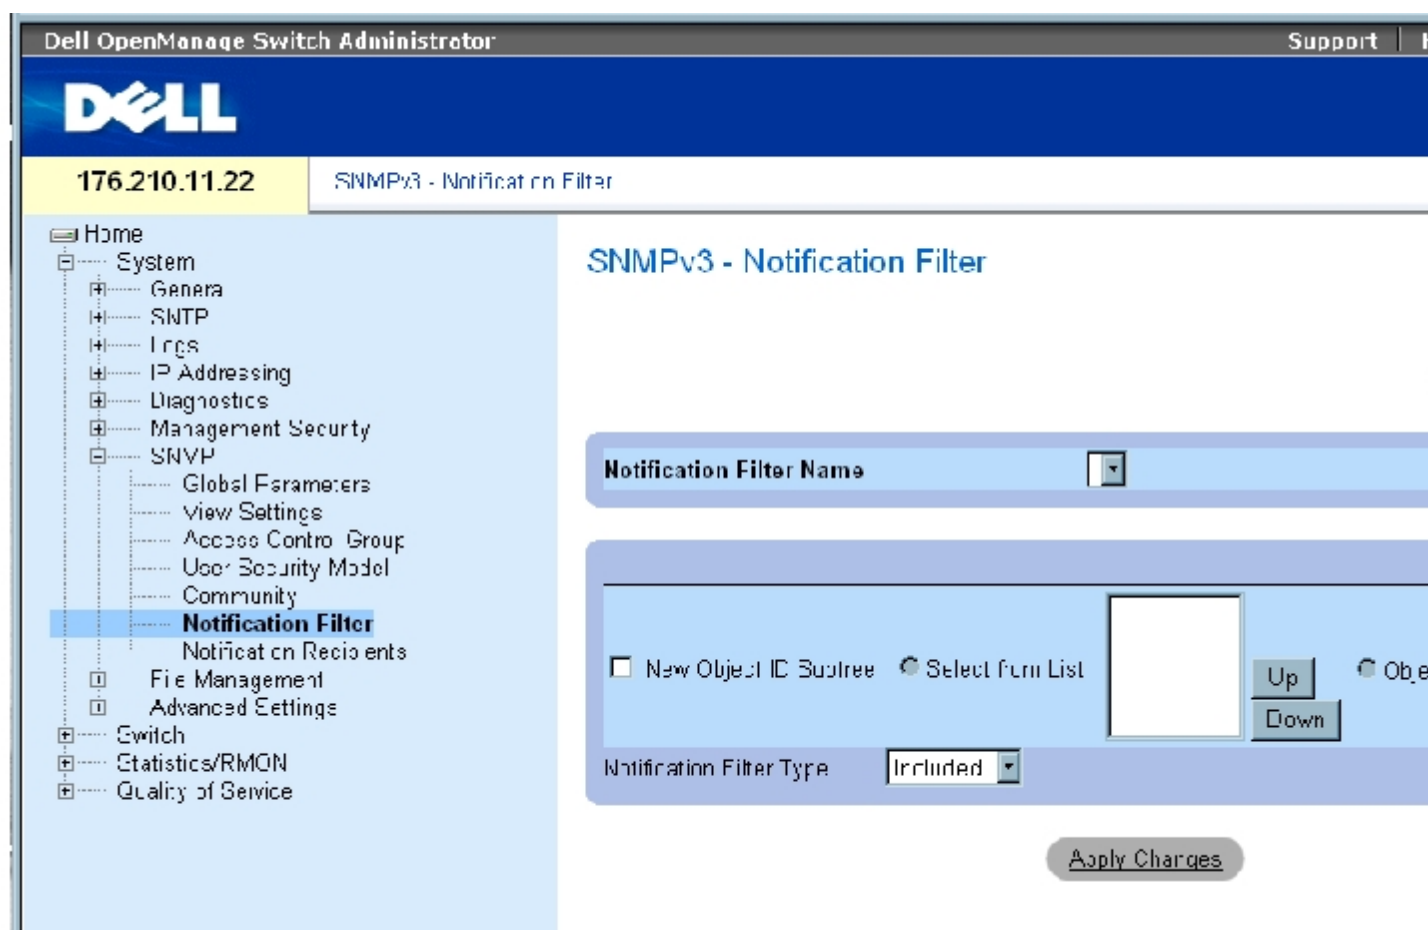 Dell OpenManage Switch Administrator
Support
DELL
176.210.11.22
SNMPv3 - Notification Filter
Home
System
General
SNTP
Logs
IP Addressing
Diagnostics
Management Security
SNMP
Global Parameters
View Settings
Access Control Group
User Security Model
Community
Notification Filter
Notification Recipients
File Management
Advanced Settings
Switch
Statistics/RMON
Quality of Service
SNMPv3 - Notification Filter
Notification Filter Name
New Object ID Subtree Select from List Up Obje
Down
Notification Filter Type Included
Apply Changes